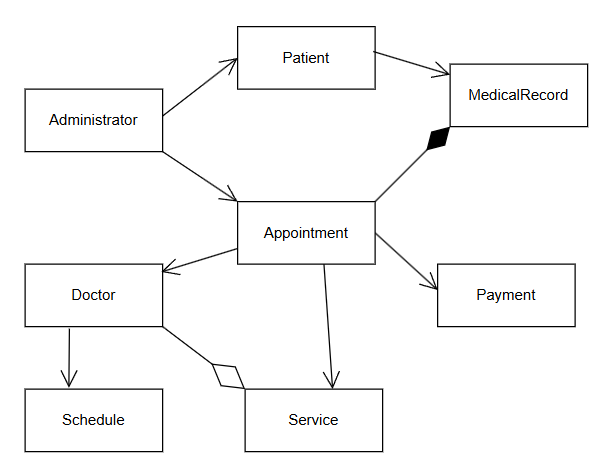 Patient
MedicalRecord
Administrator
Appointment
Doctor
Payment
Schedule
Service